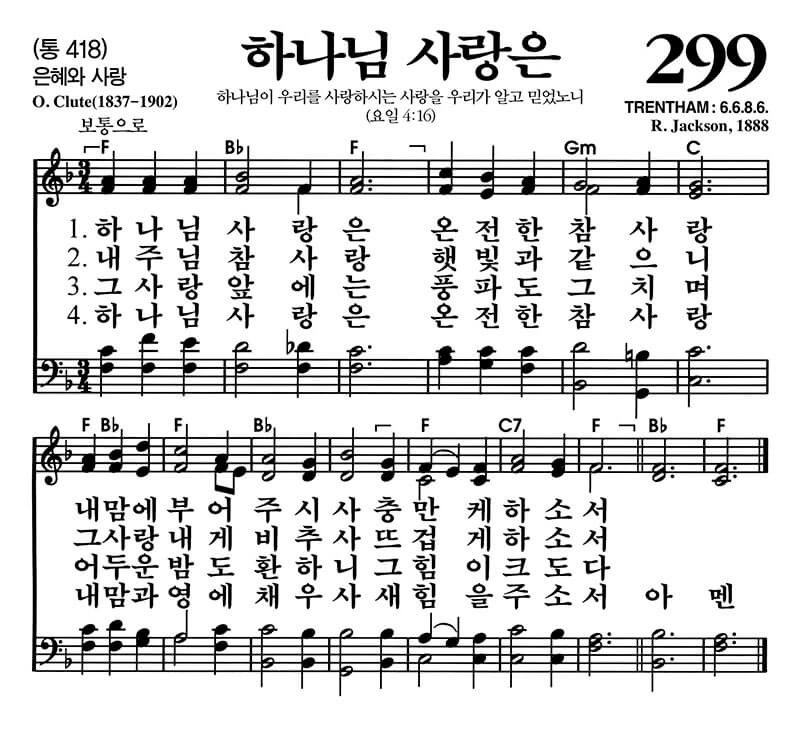 (통 418)
은혜와 사랑
O. Clute(1837-1902)
보통으로
하나님 사랑은
하나님이 우리를 사랑하시는 사랑을 우리가 알고 믿었노니
(요일 4:16)
299
TRENTHAM : 6.6.8.6.
R. Jackson, 1888
F B♭ F Gm C
3/4
1. 하 나 님 사 랑 은 온 전 한 참 사 랑
2. 내 주 님 참 사 랑 햇 빛 과 같 으 니
3. 그 사 랑 앞 에 는 풍 파 도 그 치 며
4. 하 나 님 사 랑 은 온 전 한 참 사 랑
3/4
F B♭ F B♭ F C7 F B♭ F
내 맘 에 부 어 주 시 사 충 만 케 하 소 서
그 사 랑 내 게 비 추 사 뜨 겁 게 하 소 서
어 두 운 밤 도 환 하 니 그 힘 이 크 도 다
내 맘 과 영 에 채 우 사 새 힘 을 주 소 서 아 멘